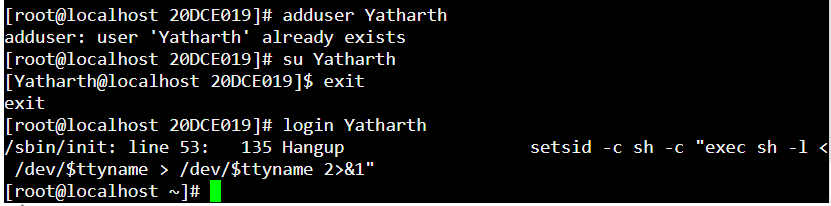 [root@localhost 20DCE019]# adduser Yatharth
adduser: user 'Yatharth' already exists
[root@localhost 20DCE019]# su Yatharth
[Yatharth@localhost 20DCE019]$ exit
exit
[root@localhost 20DCE019]# login Yatharth
/sbin/init: line 53:   135 Hangup                  setsid -c sh -c "exec sh -l <
 /dev/$ttyname > /dev/$ttyname 2>&1"
[root@localhost ~]#